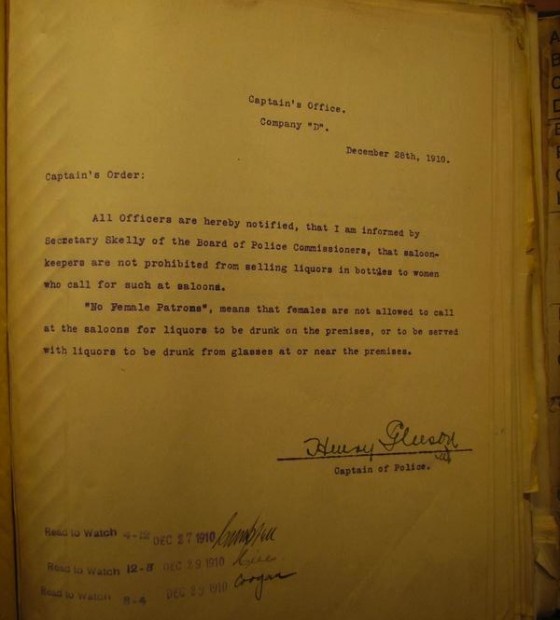 Captain's Office.
Company "D".
December 26th, 1910.
Captain's Order:
All Officers are hereby notified, that I am informed by
Secretary Skelly of the Board of Police Commissioners, that saloon-
keepers are not prohibited from selling liquors in bottles to women
who call for such at saloons.
"No Female Patrons", means that females are not allowed to call
at the saloons for liquors to be drunk on the premises, or to be served
with liquors to be drunk from glasses at or near the premises.
Henry Gleeson
Captain of Police.
Read to Watch 4-12 DEC 27 1910
Read to Watch 12-8 DEC 29 1910
Read to Watch 8-4 DEC 29 1910 Coogan